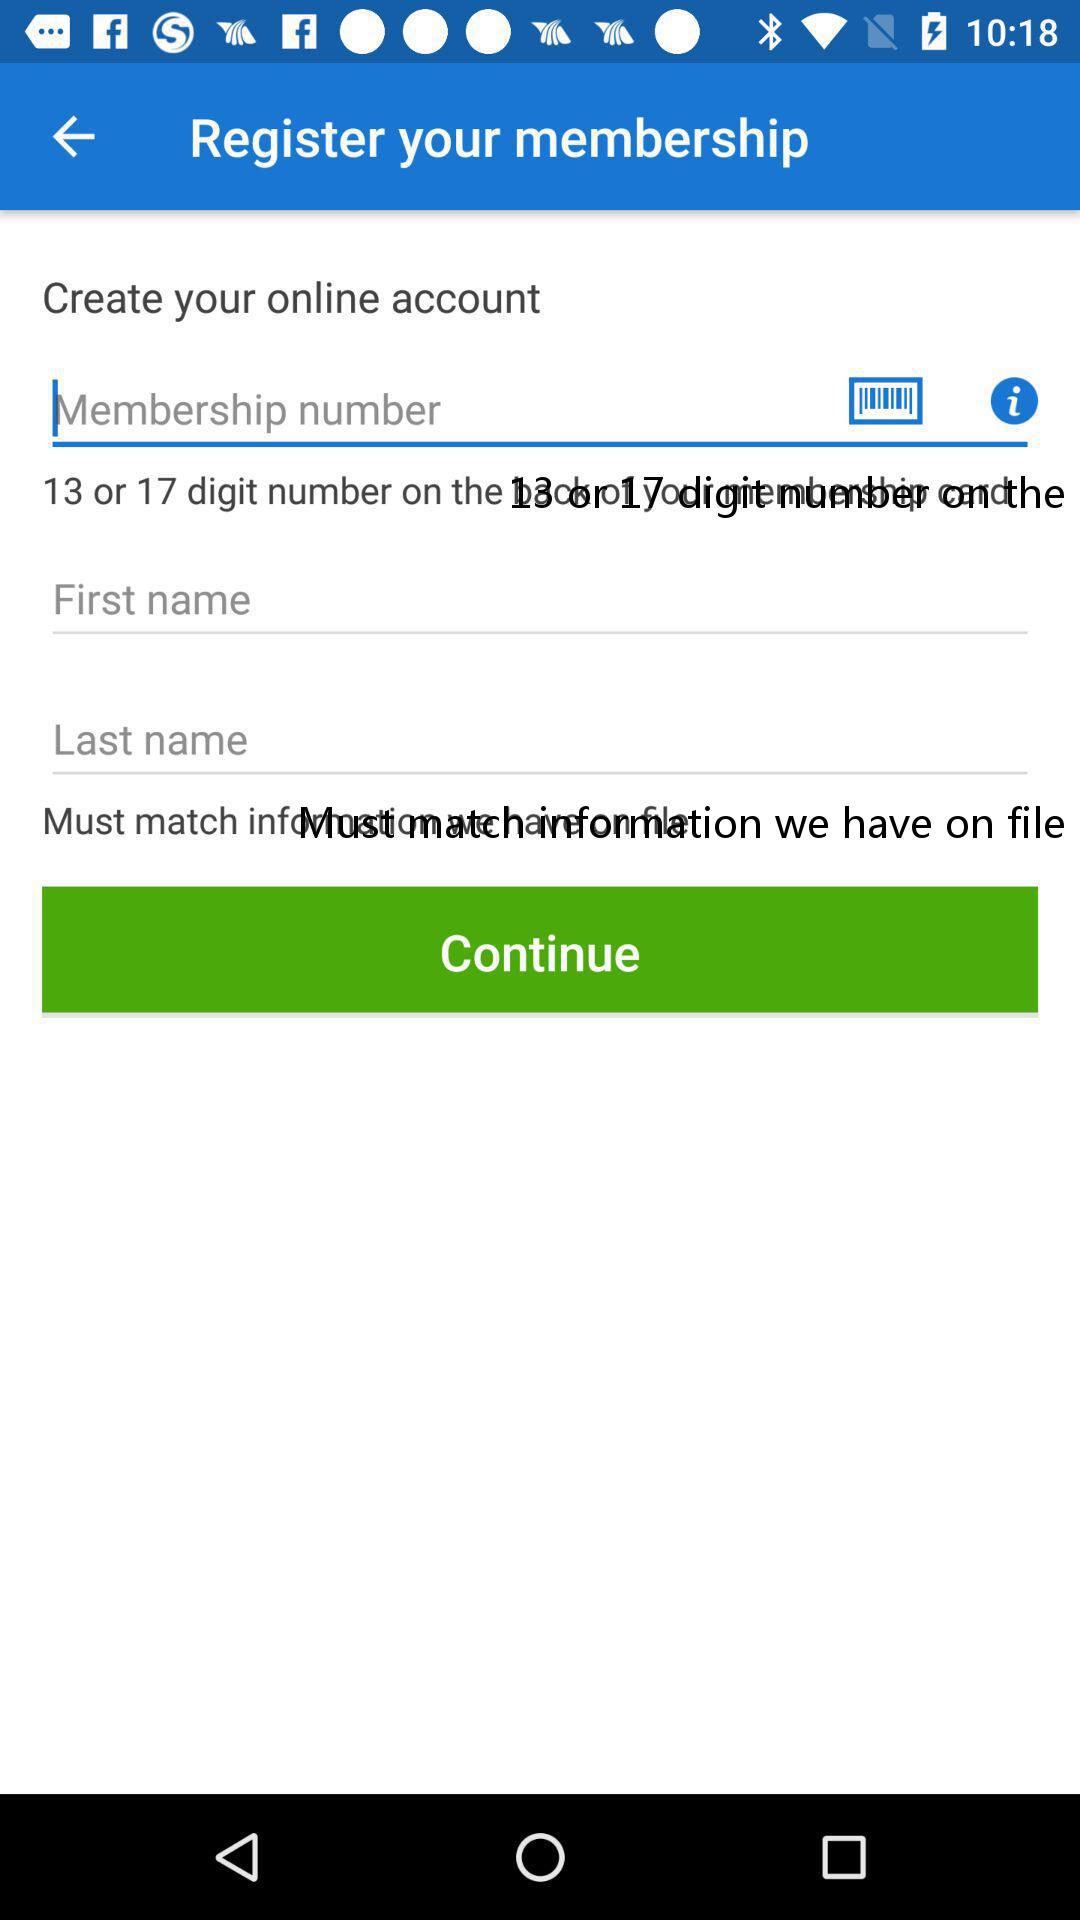 10:18
Register your membership
Create your online account
Membership number
13 or 17 digit number on the back of your membership card
13 or 17 digit number on the
First name
Last name
Must match information we have on file
Must match information we have on file
Continue